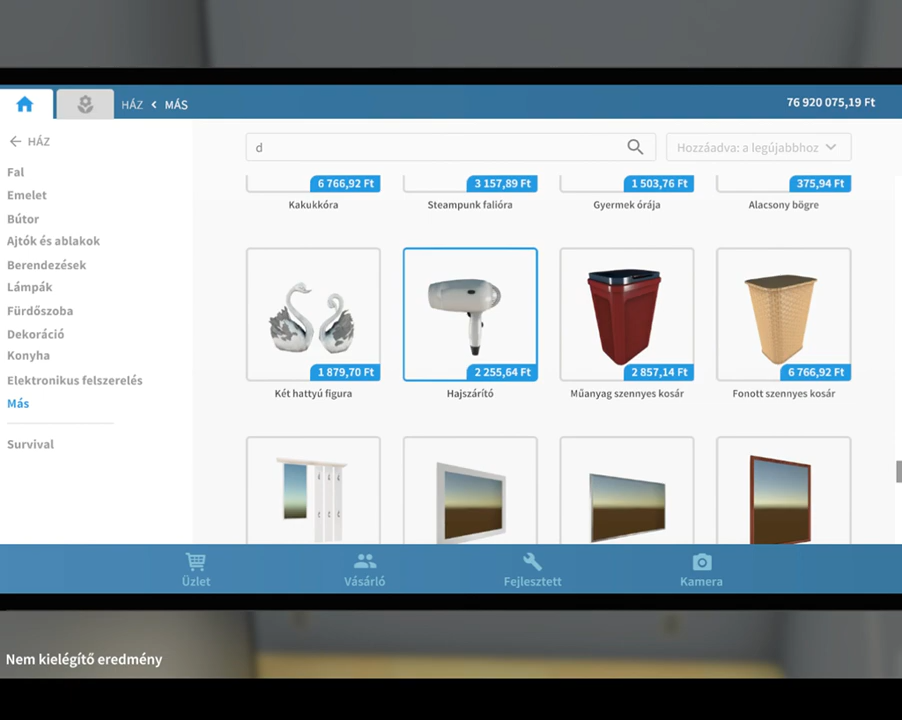 HÁZ < MÁS
76 920 075,19 Ft
HÁZ
d
Hozzáadva: a legújabbhoz
Fal
Emelet
Bútor
Ajtók és ablakok
Berendezések
Lámpák
Fürdőszoba
Dekoráció
Konyha
Elektronikus felszerelés
Más
Survival
6 766,92 Ft
3 157,89 Ft
1 503,76 Ft
375,94 Ft
Kakukkóra
Steampunk falióra
Gyermek órája
Alacsony bögre
1 879,70 Ft
2 255,64 Ft
2 857,14 Ft
6 766,92 Ft
Két hattyú figura
Hajszárító
Műanyag szennyes kosár
Fonott szennyes kosár
Üzlet
Vásárló
Fejlesztett
Kamera
Nem kielégítő eredmény